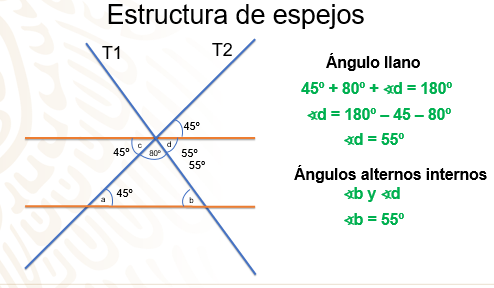 Estructura de espejos
T1
T2
Ángulo llano
45º + 80º + ∢d = 180º
∢d = 180º – 45 – 80º
∢d = 55º
Ángulos alternos internos
∢b y ∢d
∢b = 55º
45º
45º
c
80º
d
55º
55º
a
45º
b